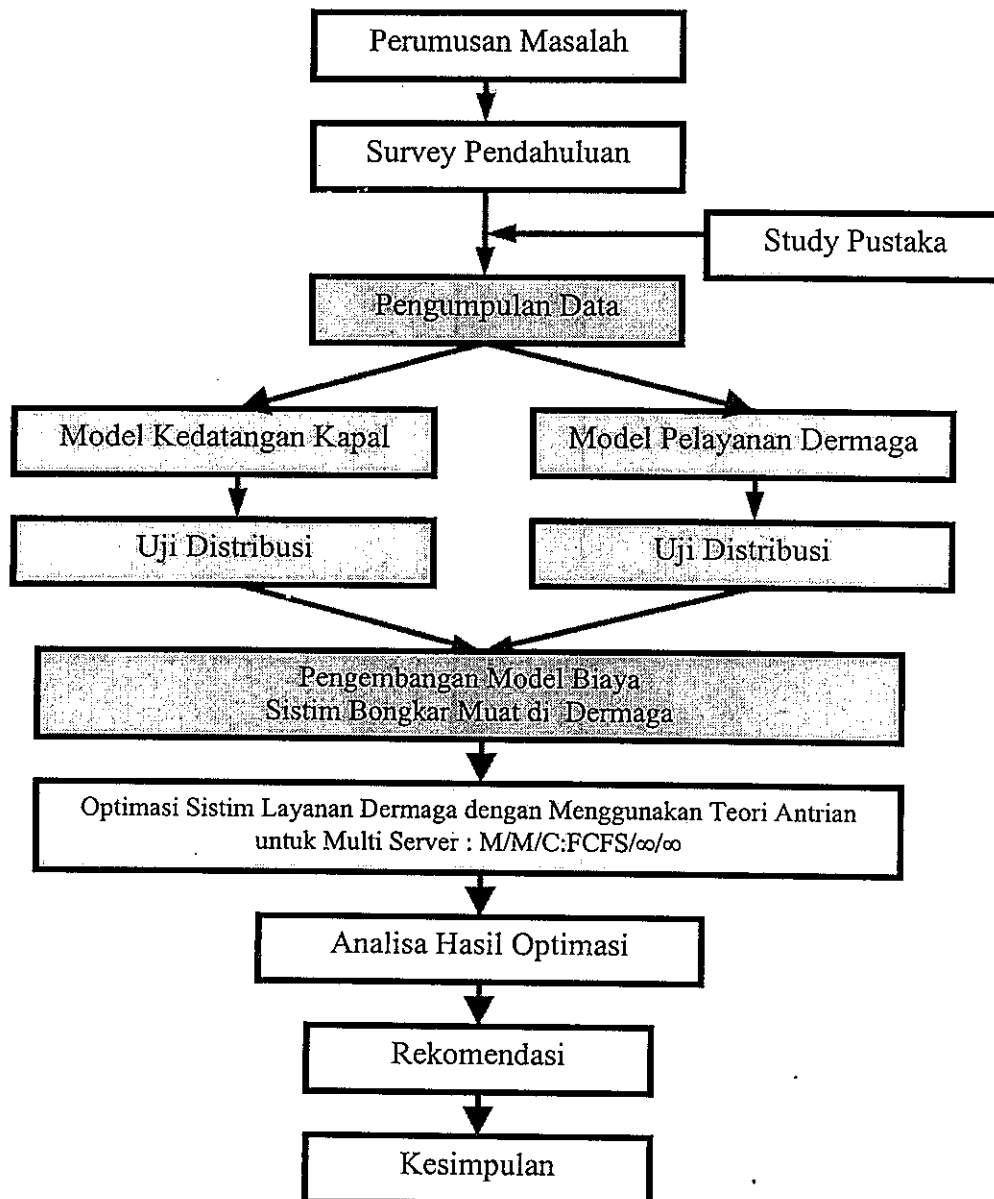 Perumusan Masalah
Survey Pendahuluan
Study Pustaka
Pengumpulan Data
Model Kedatangan Kapal
Model Pelayanan Dermaga
Uji Distribusi
Uji Distribusi
Pengembangan Model Biaya
Sistim Bongkar Muat di Dermaga
Optimasi Sistim Layanan Dermaga dengan Menggunakan Teori Antrian
untuk Multi Server : M/M/C:FCFS/∞/∞
Analisa Hasil Optimasi
Rekomendasi
Kesimpulan